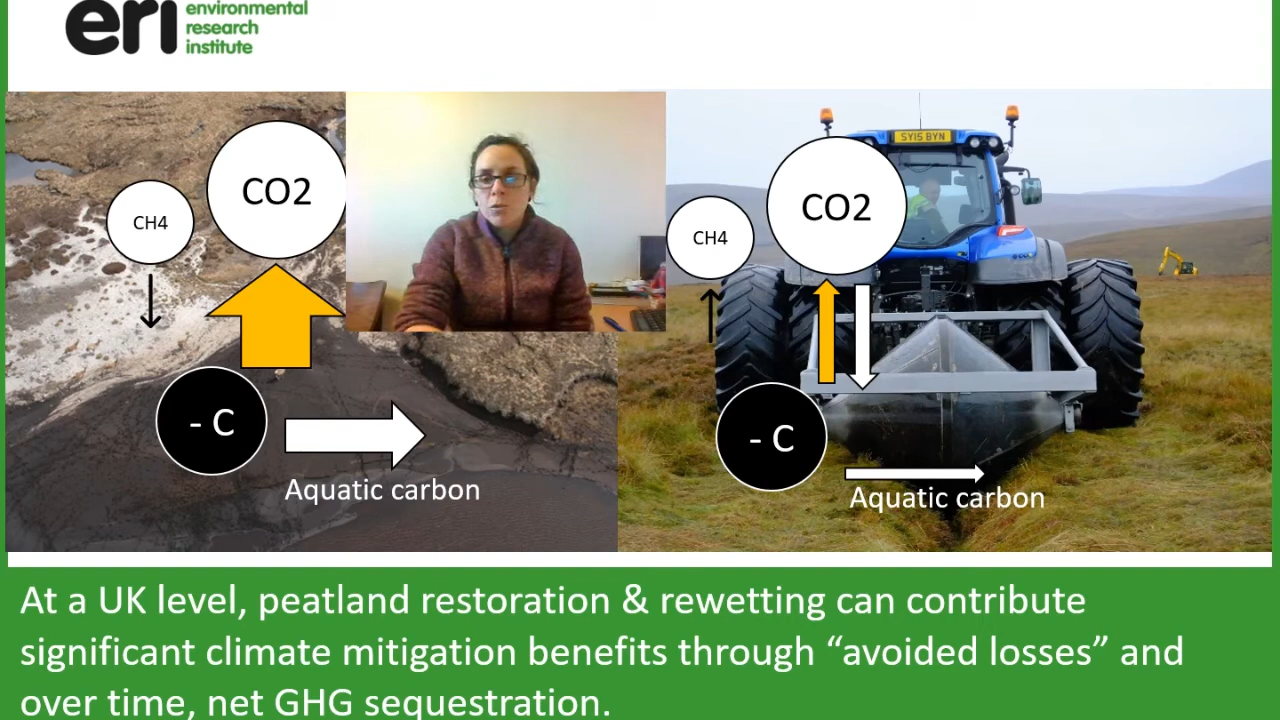 eri environmental
research
institute
CH4
CO2
- C
Aquatic carbon
SY15 BYN
CH4
CO2
- C
Aquatic carbon
At a UK level, peatland restoration & rewetting can contribute
significant climate mitigation benefits through “avoided losses” and
over time, net GHG sequestration.